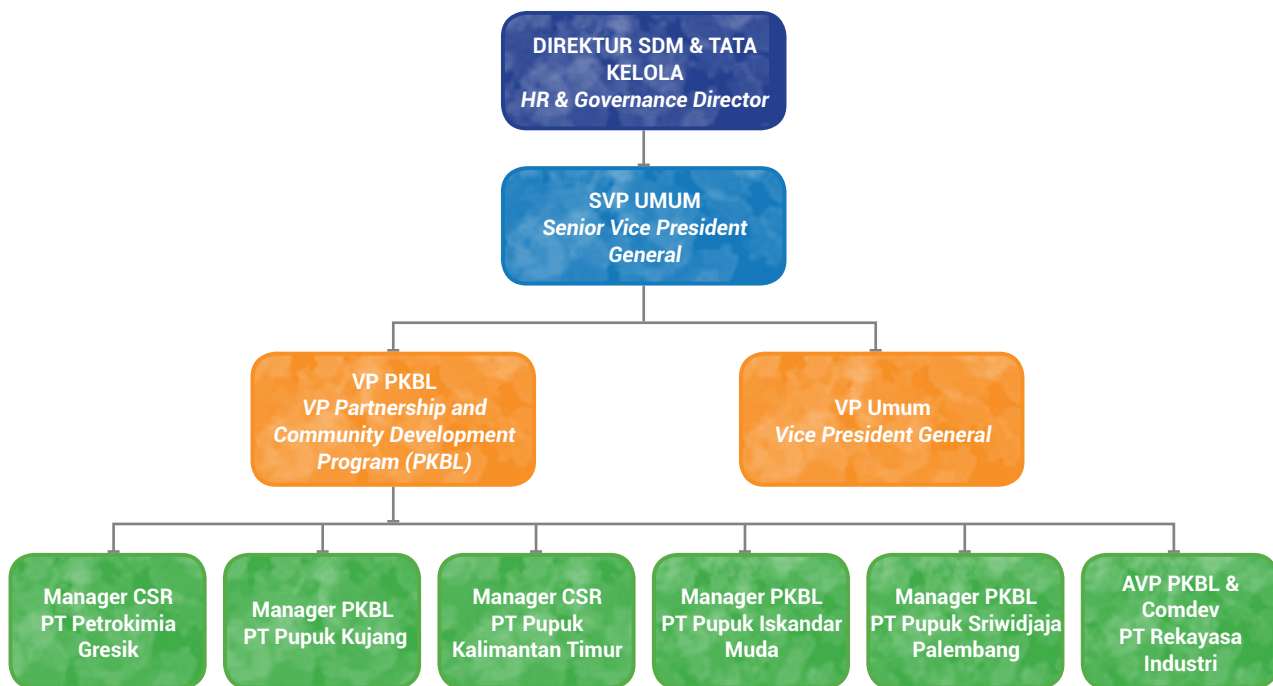 DIREKTUR SDM & TATA
KELOLA
HR & Governance Director
SVP UMUM
Senior Vice President
General
VP PKBL
VP Partnership and
Community Development
Program (PKBL)
VP Umum
Vice President General
Manager CSR
PT Petrokimia
Gresik
Manager PKBL
PT Pupuk Kujang
Manager CSR
PT Pupuk
Kalimantan Timur
Manager PKBL
PT Pupuk Iskandar
Muda
Manager PKBL
PT Pupuk Sriwidjaja
Palembang
AVP PKBL &
Comdev
PT Rekayasa
Industri